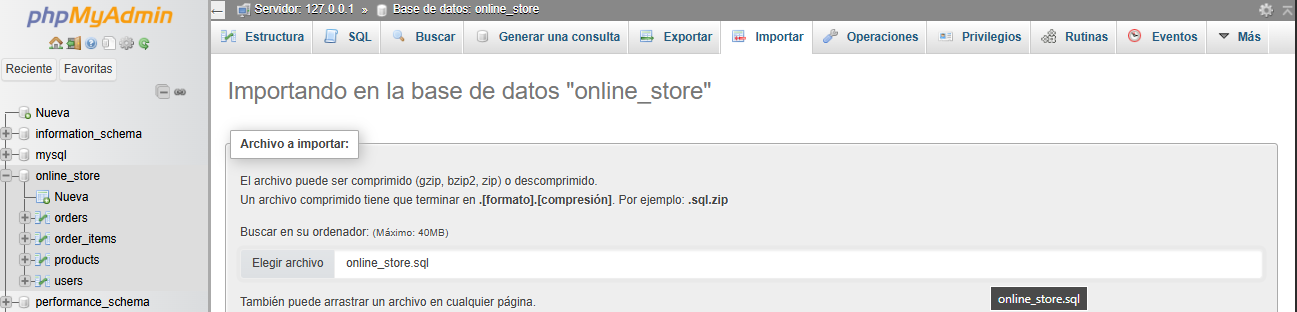 phpMyAdmin
Reciente Favoritas
Nueva
information_schema
mysql
online_store
Nueva
orders
order_items
products
users
performance_schema
Servidor: 127.0.0.1 » Base de datos: online_store
Estructura SQL Buscar Generar una consulta Exportar Importar Operaciones Privilegios Rutinas Eventos Más
Importando en la base de datos "online_store"
Archivo a importar:
El archivo puede ser comprimido (gzip, bzip2, zip) o descomprimido.
Un archivo comprimido tiene que terminar en .[formato].[compresión]. Por ejemplo: .sql.zip
Buscar en su ordenador: (Máximo: 40MB)
Elegir archivo online_store.sql
También puede arrastrar un archivo en cualquier página.
online_store.sql